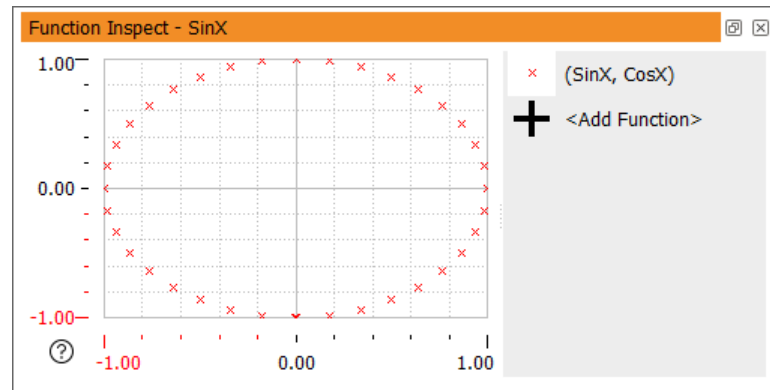 Function Inspect - SinX
1.00
0.00
-1.00
-1.00 0.00 1.00
(SinX, CosX)
<Add Function>
?